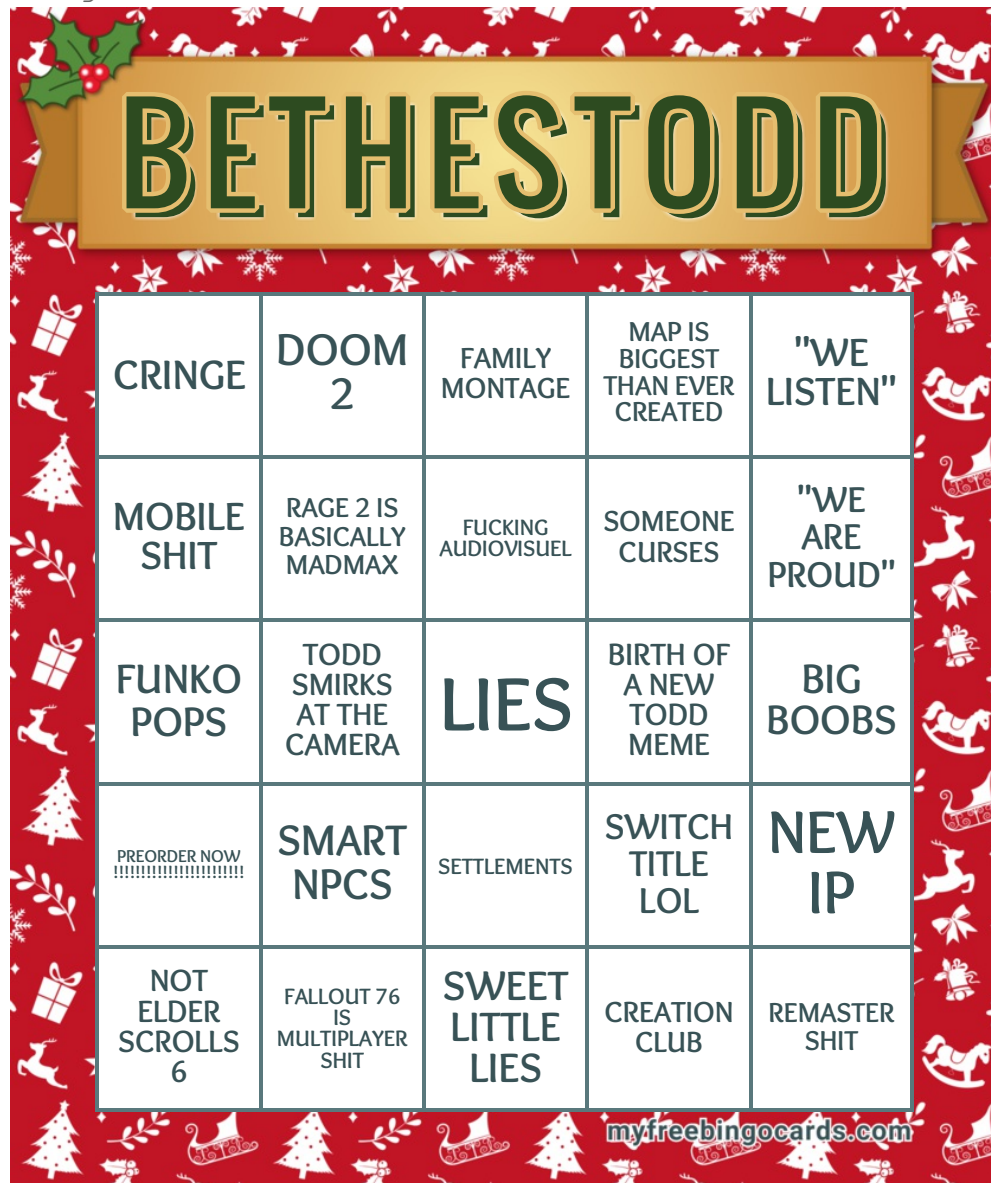 BETHESTODD
CRINGE
DOOM
2
FAMILY
MONTAGE
MAP IS
BIGGEST
THAN EVER
CREATED
"WE
LISTEN"
MOBILE
SHIT
RAGE 2 IS
BASICALLY
MADMAX
FUCKING
AUDIOVISUEL
SOMEONE
CURSES
"WE
ARE
PROUD"
FUNKO
POPS
TODD
SMIRKS
AT THE
CAMERA
LIES
BIRTH OF
A NEW
TODD
MEME
BIG
BOOBS
PREORDER NOW
!!!!!!!!!!!!!!!!!!!!!!!!
SMART
NPCS
SETTLEMENTS
SWITCH
TITLE
LOL
NEW
IP
NOT
ELDER
SCROLLS
6
FALLOUT 76
IS
MULTIPLAYER
SHIT
SWEET
LITTLE
LIES
CREATION
CLUB
REMASTER
SHIT
myfreebingocards.com